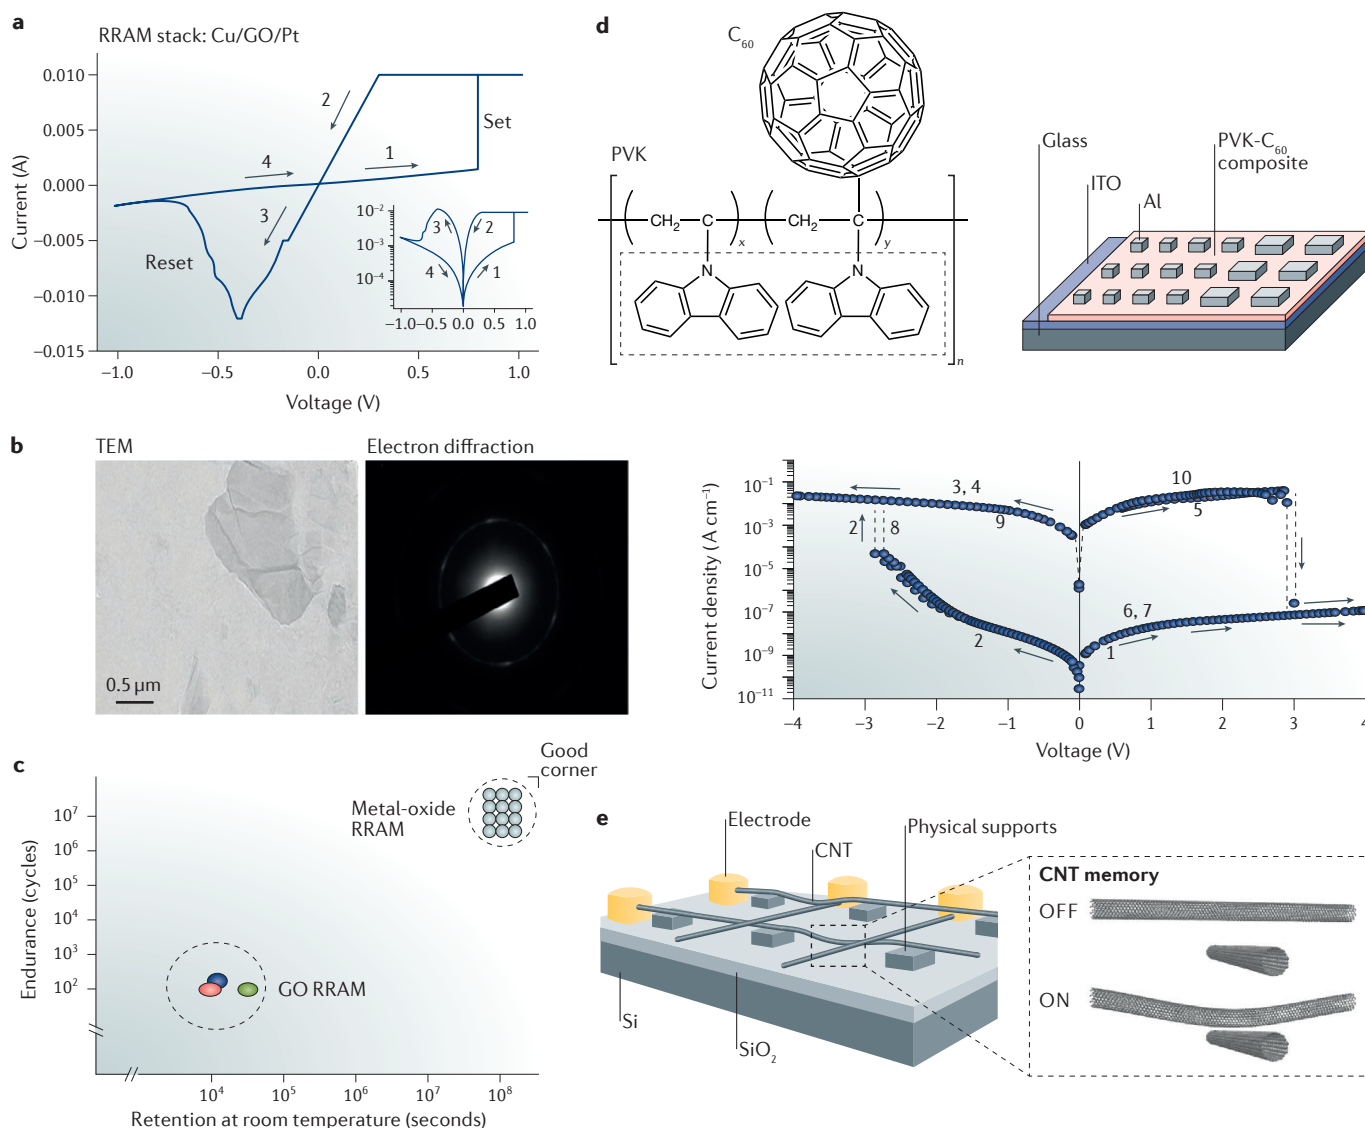 a
RRAM stack: Cu/GO/Pt
Current (A)
0.010
0.005
0.000
−0.005
−0.010
−0.015
−1.0
−0.5
0.0
0.5
1.0
Voltage (V)
1
2
3
4
Set
Reset
10⁻²
10⁻³
10⁻⁴
−1.0 −0.5 0.0 0.5 1.0
1
2
3
4
b
TEM
Electron diffraction
0.5 µm
c
Good
corner
Metal-oxide
RRAM
GO RRAM
Endurance (cycles)
10⁷
10⁶
10⁵
10⁴
10³
10²
10⁴
10⁵
10⁶
10⁷
10⁸
Retention at room temperature (seconds)
d
C₆₀
PVK
CH₂
C
x
CH₂
C
y
N
N
n
Glass
ITO
Al
PVK-C₆₀
composite
Current density (A cm⁻¹)
10⁻¹
10⁻³
10⁻⁵
10⁻⁷
10⁻⁹
10⁻¹¹
−4
−3
−2
−1
0
1
2
3
4
Voltage (V)
3, 4
9
2
8
2
10
5
6, 7
1
e
Electrode
CNT
Physical supports
Si
SiO₂
CNT memory
OFF
ON